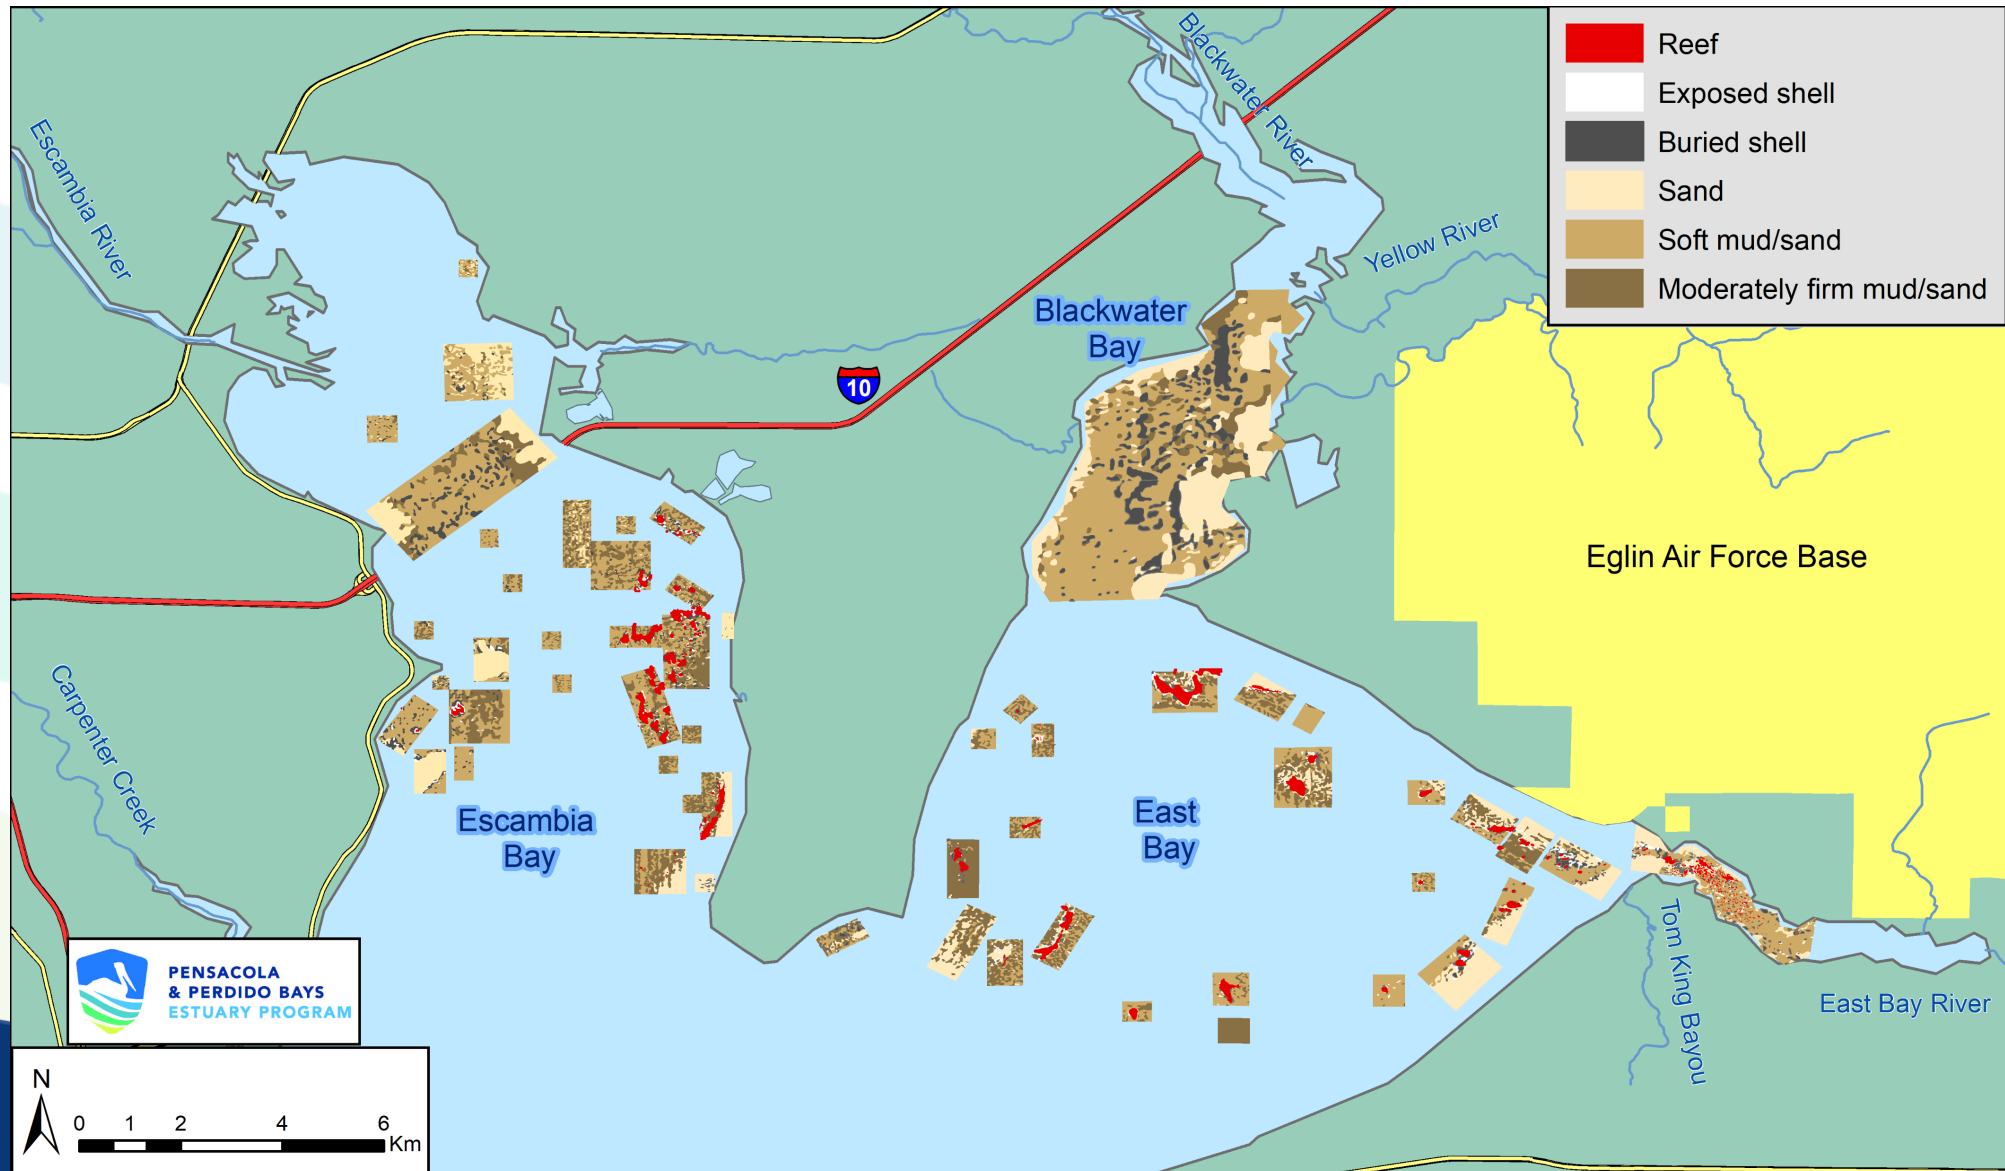 Reef
Exposed shell
Buried shell
Sand
Soft mud/sand
Moderately firm mud/sand
Blackwater River
Escambia River
Yellow River
Blackwater
Bay
10
Eglin Air Force Base
Carpenter Creek
Escambia
Bay
East
Bay
Tom King Bayou
East Bay River
PENSACOLA
& PERDIDO BAYS
ESTUARY PROGRAM
N
0 1 2 4 6
Km